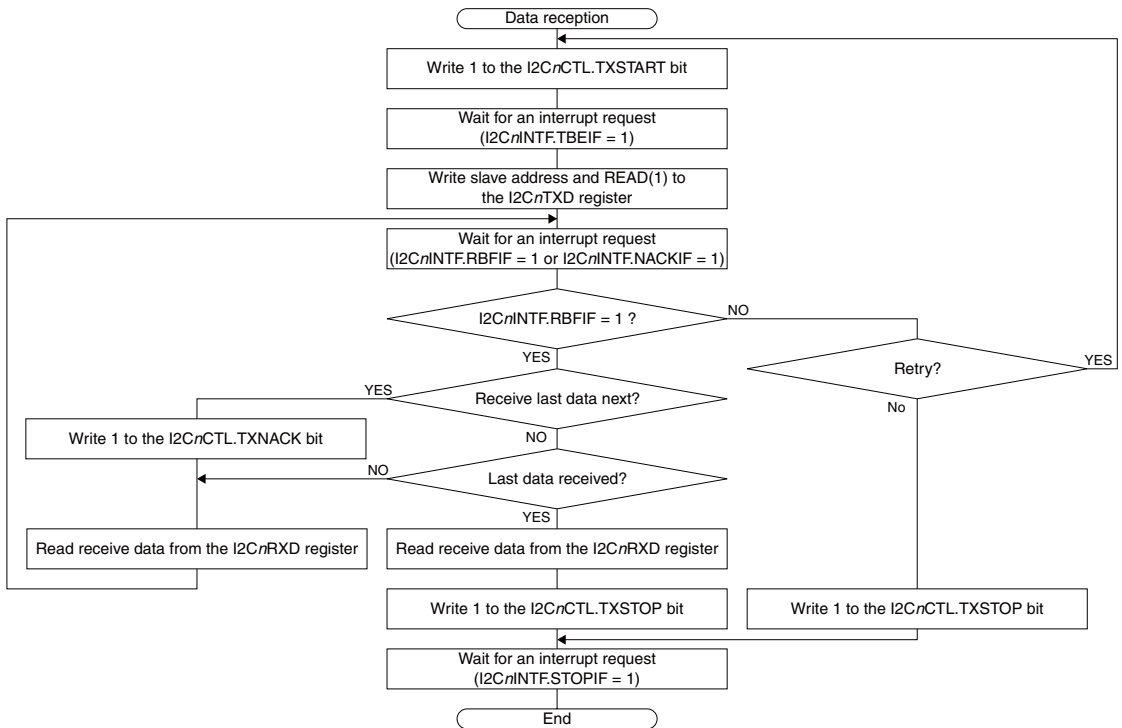 Data reception
Write 1 to the I2CnCTL.TXSTART bit
Wait for an interrupt request
(I2CnINTF.TBEIF = 1)
Write slave address and READ(1) to
the I2CnTXD register
Wait for an interrupt request
(I2CnINTF.RBFIF = 1 or I2CnINTF.NACKIF = 1)
I2CnINTF.RBFIF = 1 ?
NO
YES
Retry?
YES
No
Receive last data next?
YES
NO
Write 1 to the I2CnCTL.TXNACK bit
Last data received?
NO
YES
Read receive data from the I2CnRXD register
Read receive data from the I2CnRXD register
Write 1 to the I2CnCTL.TXSTOP bit
Write 1 to the I2CnCTL.TXSTOP bit
Wait for an interrupt request
(I2CnINTF.STOPIF = 1)
End